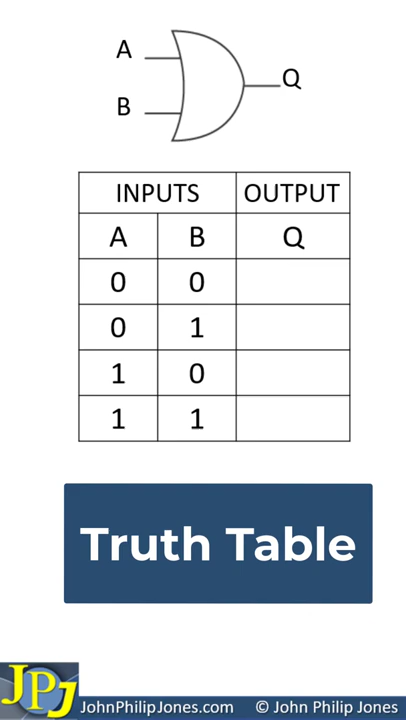 A
Q
B
INPUTS OUTPUT
A B Q
0 0
0 1
1 0
1 1
Truth Table
JPJ JohnPhilipJones.com © John Philip Jones